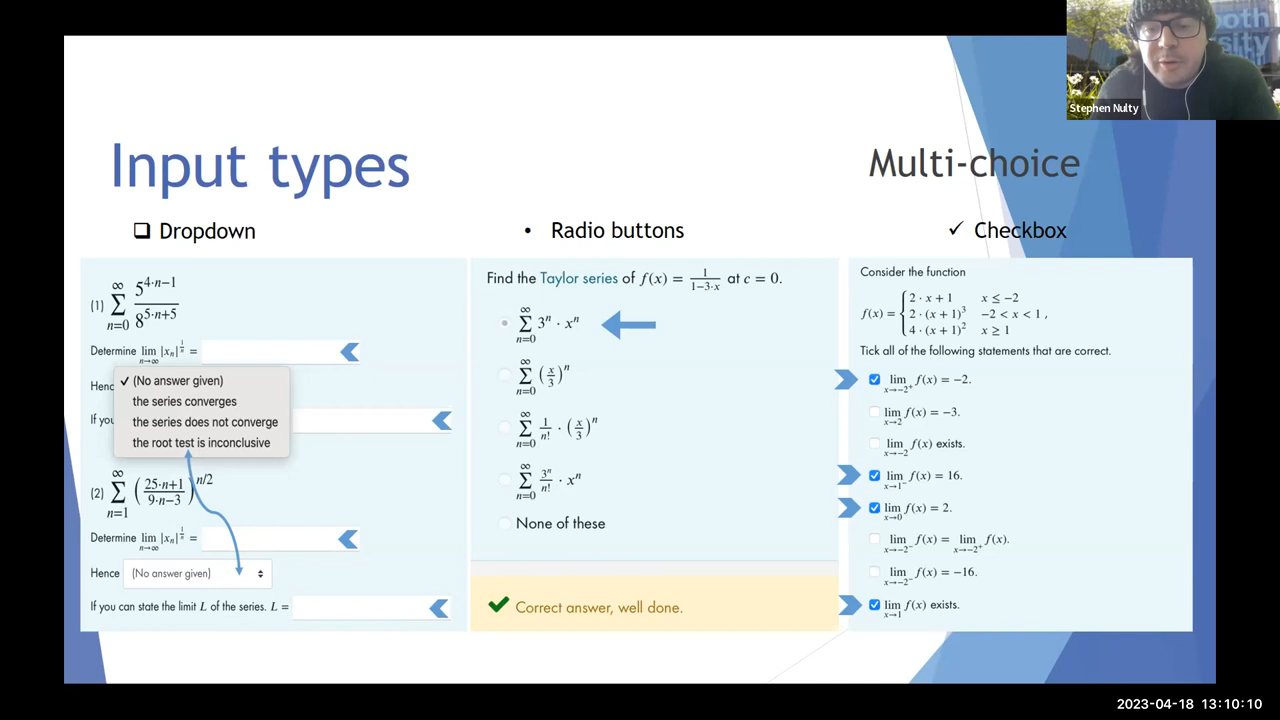 ooth
rsity
Stephen Nulty
Input types
Multi-choice
❑ Dropdown
• Radio buttons
✓ Checkbox
(1) ∑_{n=0}^{∞} 5^{4·n−1} / 8^{5·n+5}
Determine lim_{n→∞} |x_n|^{1/n} =
Henc
✓ (No answer given)
the series converges
the series does not converge
the root test is inconclusive
If you
(2) ∑_{n=1}^{∞} ((25·n+1)/(9·n−3))^{n/2}
Determine lim_{n→∞} |x_n|^{1/n} =
Hence (No answer given)
If you can state the limit L of the series. L =
Find the Taylor series of f(x) = 1/(1−3·x) at c = 0.
∑_{n=0}^{∞} 3^n · x^n
∑_{n=0}^{∞} (x/3)^n
∑_{n=0}^{∞} 1/n! · (x/3)^n
∑_{n=0}^{∞} 3^n/n! · x^n
None of these
Correct answer, well done.
Consider the function
f(x) = { 2 · x + 1 x ≤ −2
2 · (x + 1)^3 −2 < x < 1 ,
4 · (x + 1)^2 x ≥ 1
Tick all of the following statements that are correct.
lim_{x→−2^+} f(x) = −2.
lim_{x→2^−} f(x) = −3.
lim_{x→−2} f(x) exists.
lim_{x→1^−} f(x) = 16.
lim_{x→0} f(x) = 2.
lim_{x→−2^−} f(x) = lim_{x→−2^+} f(x).
lim_{x→−2^−} f(x) = −16.
lim_{x→1} f(x) exists.
2023-04-18 13:10:10